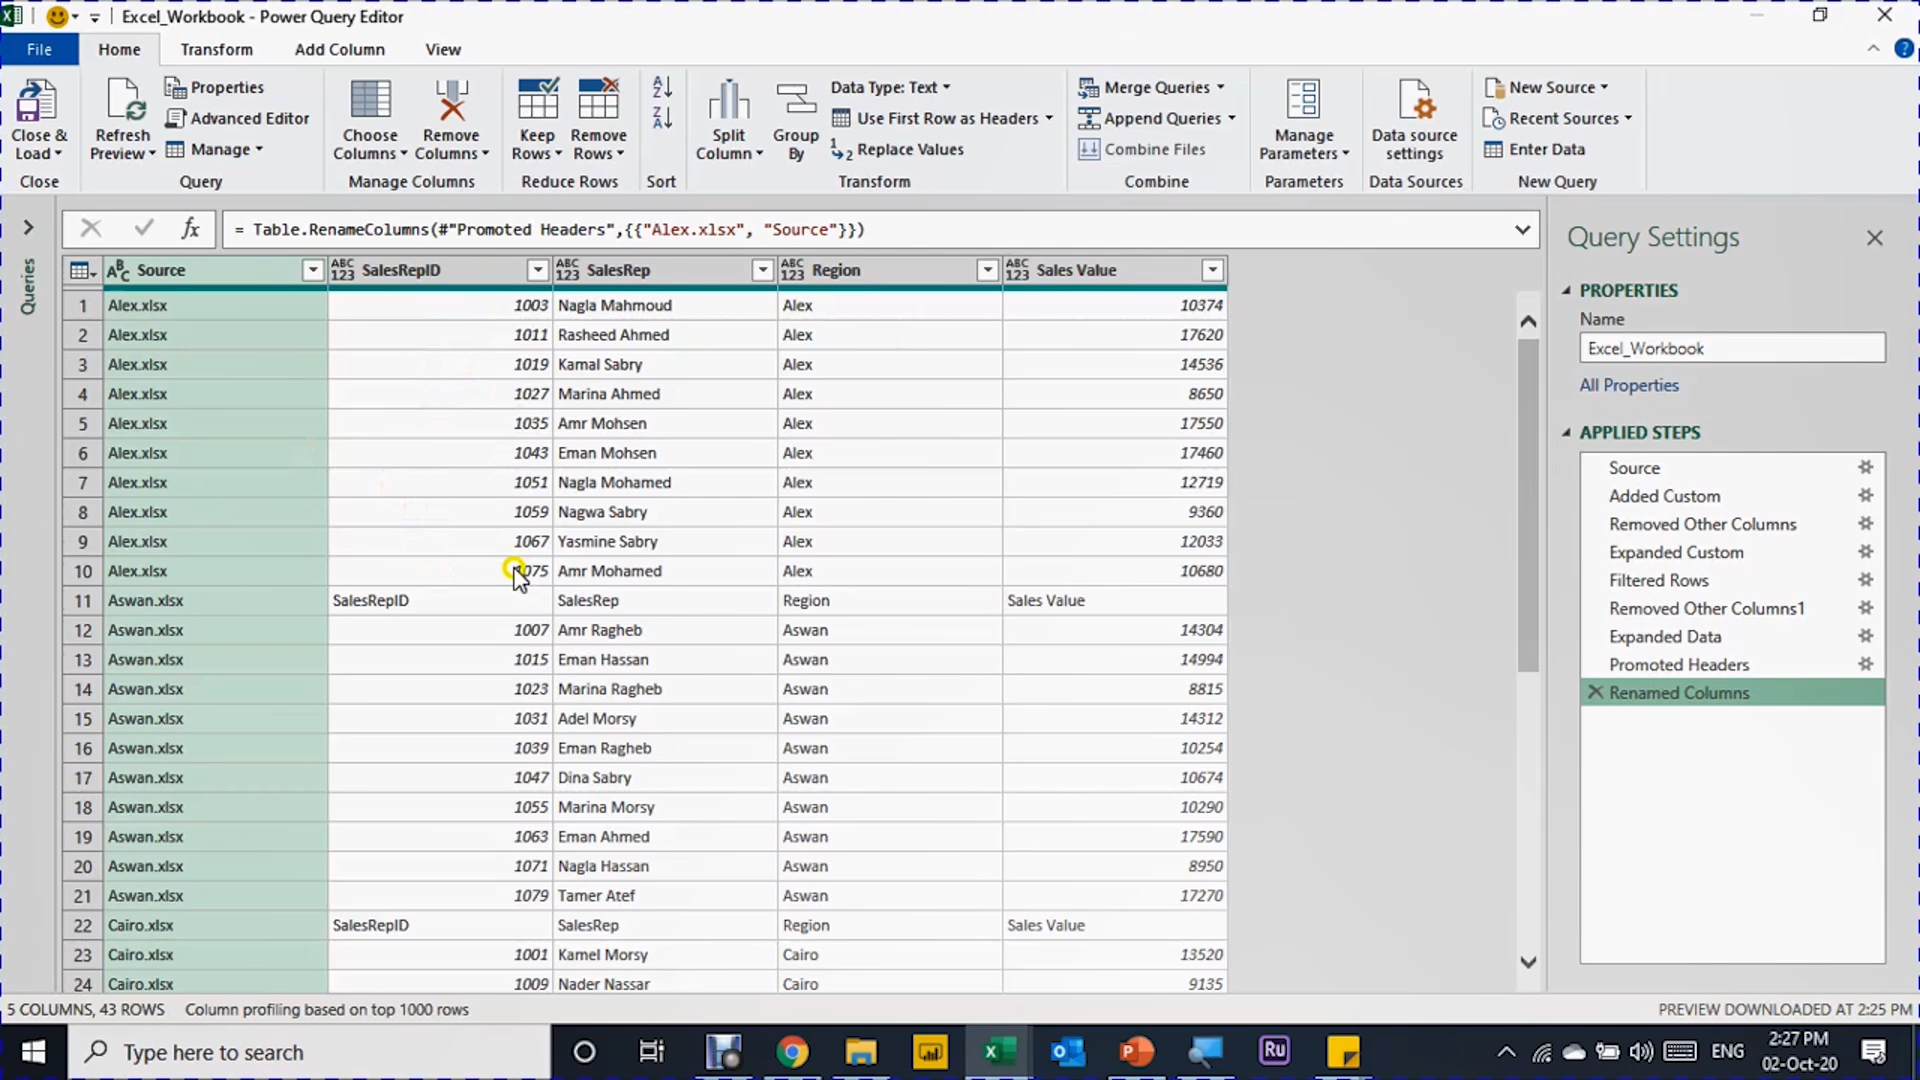 Excel_Workbook - Power Query Editor
File Home Transform Add Column View
Close & Load
Close
Refresh Preview
Properties
Advanced Editor
Manage
Query
Choose Columns
Remove Columns
Manage Columns
Keep Rows
Remove Rows
Reduce Rows
Sort
Split Column
Group By
Data Type: Text
Use First Row as Headers
Replace Values
Transform
Merge Queries
Append Queries
Combine Files
Combine
Manage Parameters
Parameters
Data source settings
Data Sources
New Source
Recent Sources
Enter Data
New Query
Queries
= Table.RenameColumns(#"Promoted Headers",{{"Alex.xlsx", "Source"}})
Source SalesRepID SalesRep Region Sales Value
1 Alex.xlsx 1003 Nagla Mahmoud Alex 10374
2 Alex.xlsx 1011 Rasheed Ahmed Alex 17620
3 Alex.xlsx 1019 Kamal Sabry Alex 14536
4 Alex.xlsx 1027 Marina Ahmed Alex 8650
5 Alex.xlsx 1035 Amr Mohsen Alex 17550
6 Alex.xlsx 1043 Eman Mohsen Alex 17460
7 Alex.xlsx 1051 Nagla Mohamed Alex 12719
8 Alex.xlsx 1059 Nagwa Sabry Alex 9360
9 Alex.xlsx 1067 Yasmine Sabry Alex 12033
10 Alex.xlsx 1075 Amr Mohamed Alex 10680
11 Aswan.xlsx SalesRepID SalesRep Region Sales Value
12 Aswan.xlsx 1007 Amr Ragheb Aswan 14304
13 Aswan.xlsx 1015 Eman Hassan Aswan 14994
14 Aswan.xlsx 1023 Marina Ragheb Aswan 8815
15 Aswan.xlsx 1031 Adel Morsy Aswan 14312
16 Aswan.xlsx 1039 Eman Ragheb Aswan 10254
17 Aswan.xlsx 1047 Dina Sabry Aswan 10674
18 Aswan.xlsx 1055 Marina Morsy Aswan 10290
19 Aswan.xlsx 1063 Eman Ahmed Aswan 17590
20 Aswan.xlsx 1071 Nagla Hassan Aswan 8950
21 Aswan.xlsx 1079 Tamer Atef Aswan 17270
22 Cairo.xlsx SalesRepID SalesRep Region Sales Value
23 Cairo.xlsx 1001 Kamel Morsy Cairo 13520
24 Cairo.xlsx 1009 Nader Nassar Cairo 9135
Query Settings
PROPERTIES
Name
Excel_Workbook
All Properties
APPLIED STEPS
Source
Added Custom
Removed Other Columns
Expanded Custom
Filtered Rows
Removed Other Columns1
Expanded Data
Promoted Headers
Renamed Columns
5 COLUMNS, 43 ROWS Column profiling based on top 1000 rows PREVIEW DOWNLOADED AT 2:25 PM
Type here to search
Ru
ENG
2:27 PM
02-Oct-20